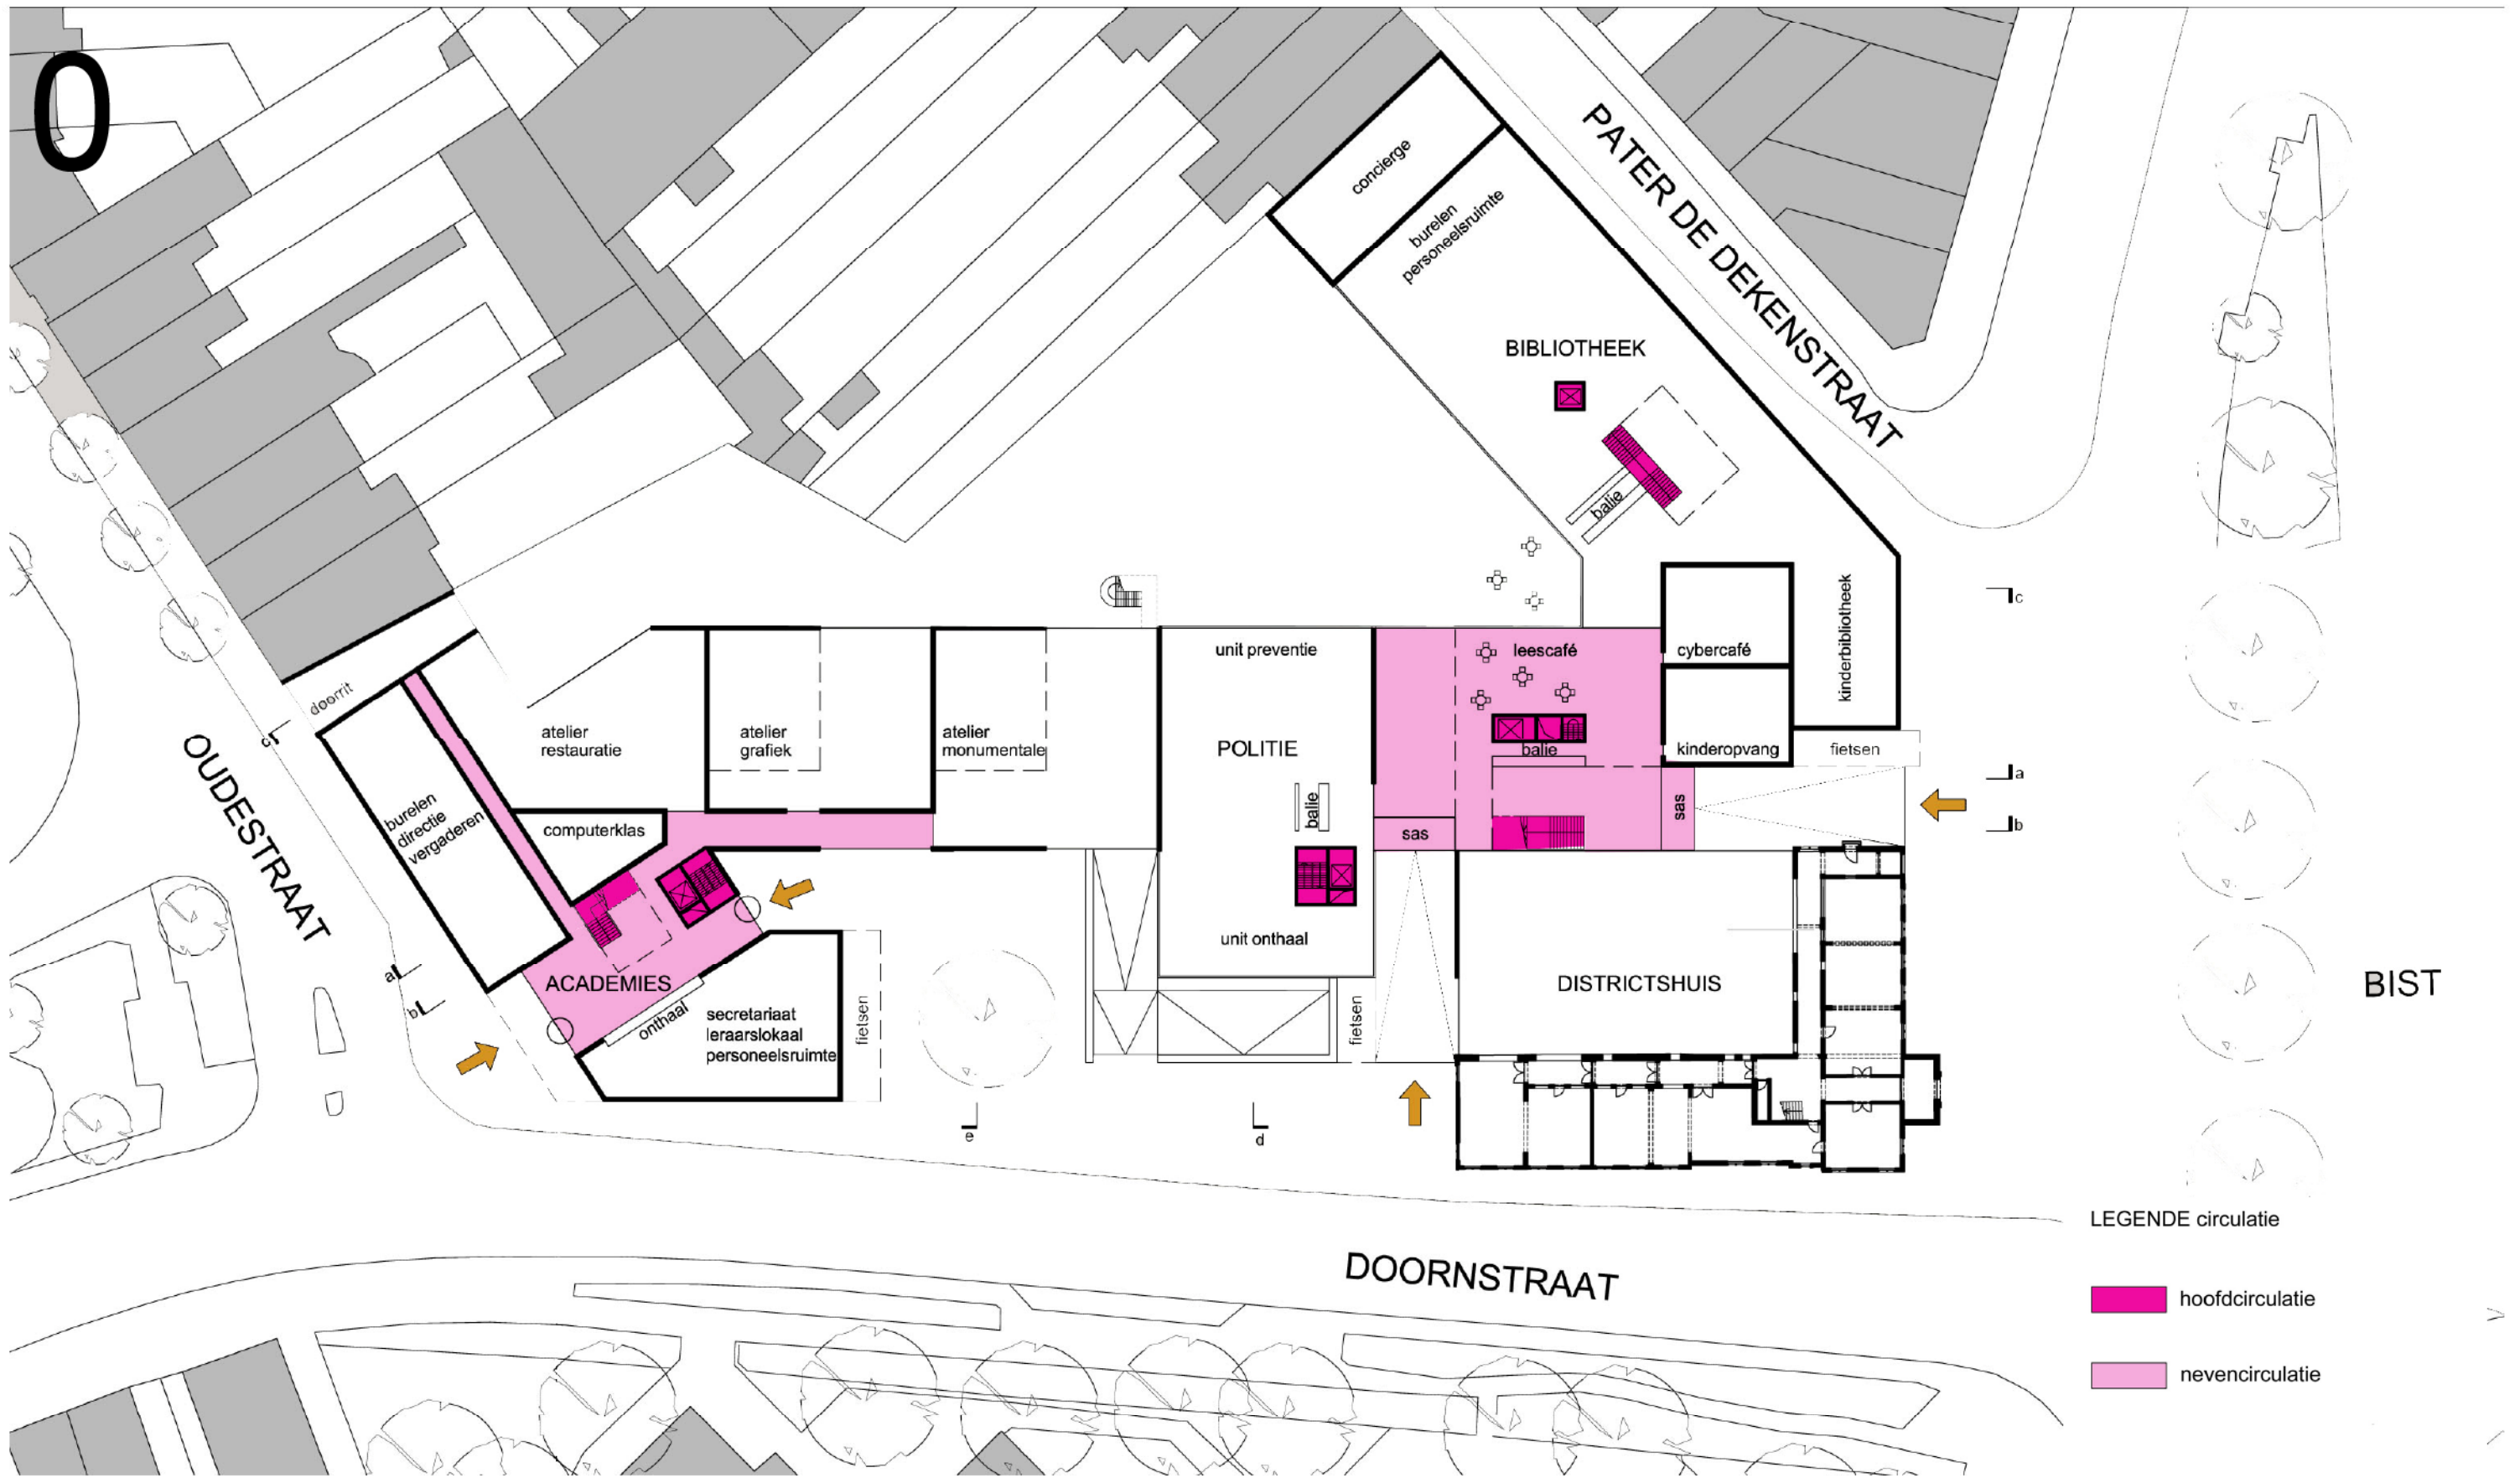 0
PATER DE DEKENSTRAAT
concierge
burelen
personeelsruimte
BIBLIOTHEEK
balie
kinderbibliotheek
c
unit preventie
leescafé
cybercafé
doorrit
c
OUDESTRAAT
atelier
restauratie
atelier
grafiek
atelier
monumentale
POLITIE
balie
balie
kinderopvang
fietsen
a
sas
sas
b
burelen
directie
vergaderen
computerklas
unit onthaal
a
b
ACADEMIES
onthaal
secretariaat
leraarslokaal
personeelsruimte
fietsen
fietsen
DISTRICTSHUIS
BIST
e
d
DOORNSTRAAT
LEGENDE circulatie
hoofdcirculatie
nevencirculatie